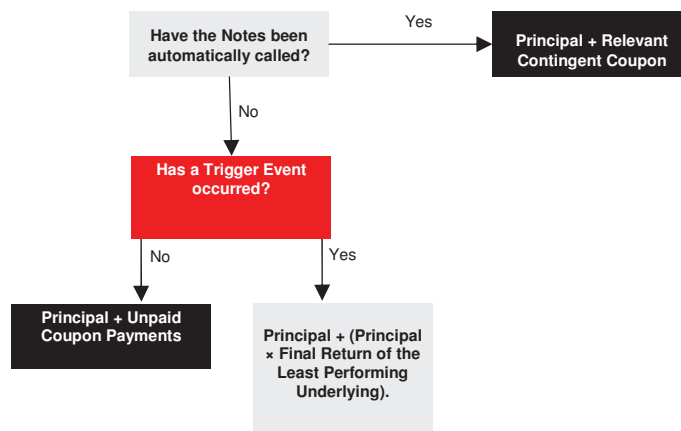 Have the Notes been
automatically called?
Yes
Principal + Relevant
Contingent Coupon
No
Has a Trigger Event
occurred?
No
Yes
Principal + Unpaid
Coupon Payments
Principal + (Principal
× Final Return of the
Least Performing
Underlying).